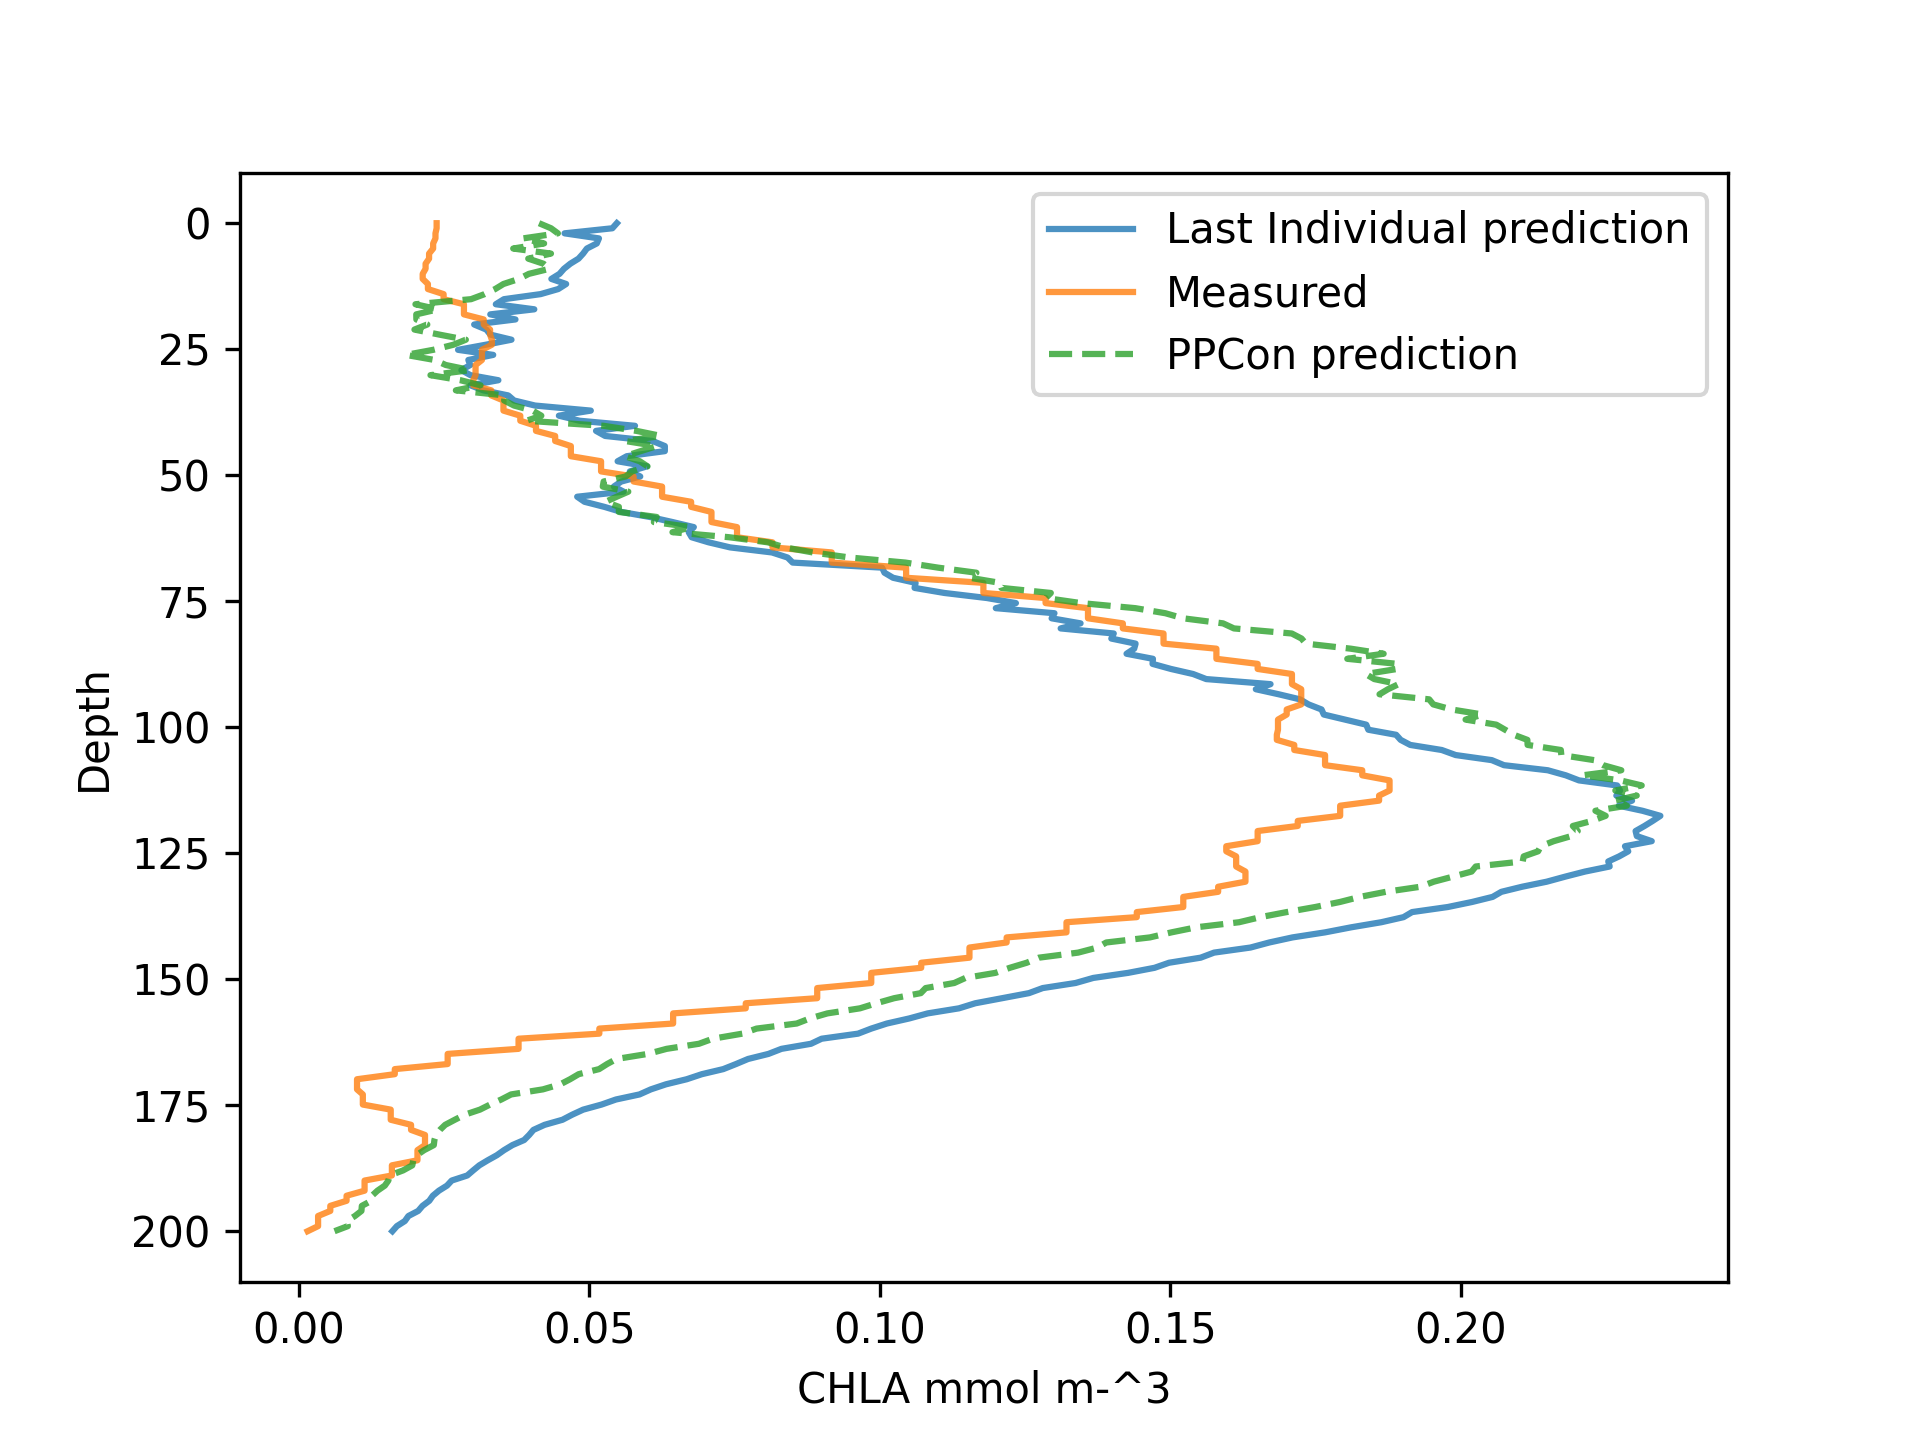 Last Individual prediction
Measured
PPCon prediction
0
25
50
75
100
125
150
175
200
Depth
0.00 0.05 0.10 0.15 0.20
CHLA mmol m-^3